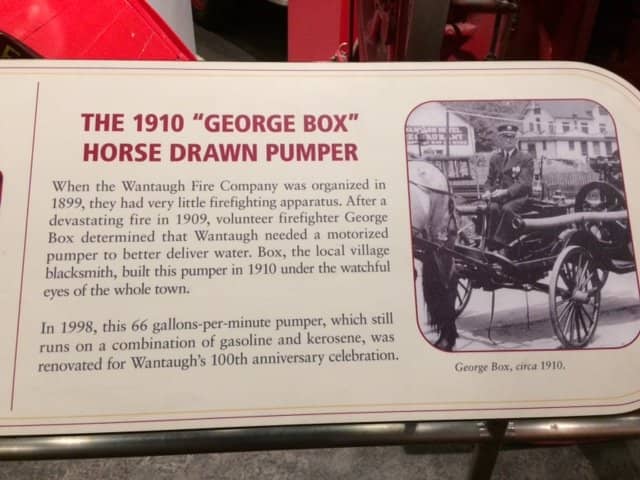 THE 1910 "GEORGE BOX"
HORSE DRAWN PUMPER
When the Wantaugh Fire Company was organized in
1899, they had very little firefighting apparatus. After a
devastating fire in 1909, volunteer firefighter George
Box determined that Wantaugh needed a motorized
pumper to better deliver water. Box, the local village
blacksmith, built this pumper in 1910 under the watchful
eyes of the whole town.
In 1998, this 66 gallons-per-minute pumper, which still
runs on a combination of gasoline and kerosene, was
renovated for Wantaugh's 100th anniversary celebration.
HOTEL
RESTAURANT
George Box, circa 1910.